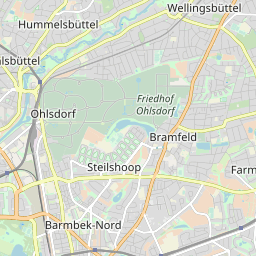 Wellingsbüttel
Hummelsbüttel
lsbüttel
Friedhof
Ohlsdorf
Ohlsdorf
Bramfeld
Steilshoop
Farm
Barmbek-Nord